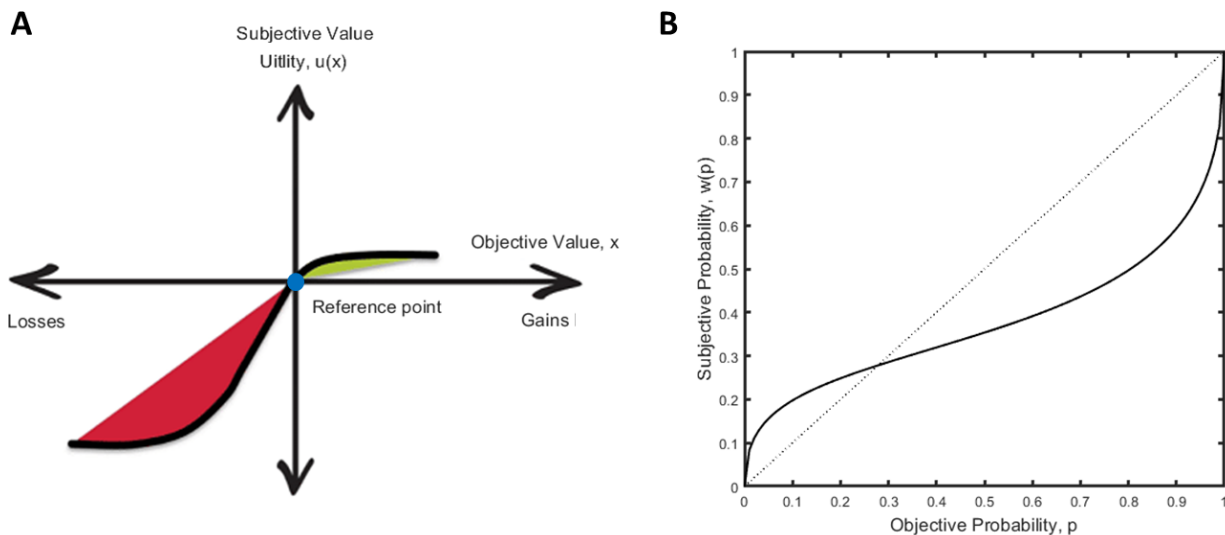 A
Subjective Value
Uitlity, u(x)
Objective Value, x
Reference point
Losses
Gains
B
1
0.9
0.8
0.7
0.6
0.5
0.4
0.3
0.2
0.1
0
Subjective Probability, w(p)
0 0.1 0.2 0.3 0.4 0.5 0.6 0.7 0.8 0.9 1
Objective Probability, p